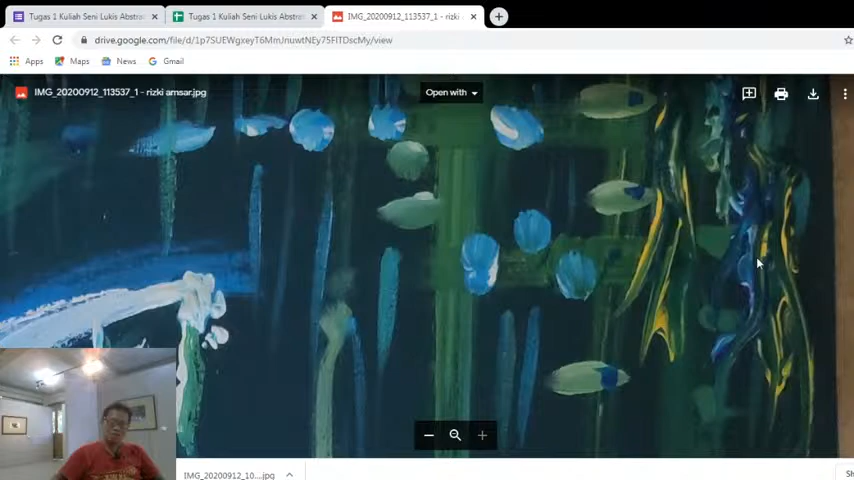 Tugas 1 Kuliah Seni Lukis Abstra
Tugas 1 Kuliah Seni Lukis Abstra
IMG_20200912_113537_1 - rizki
drive.google.com/file/d/1p7SUEWgxeyT6Mm/nuwtNEy75FITDscMy/view
Apps Maps News Gmail
IMG_20200912_113537_1 - rizki amsar.jpg
Open with
IMG_20200912_10....jpg
Sh